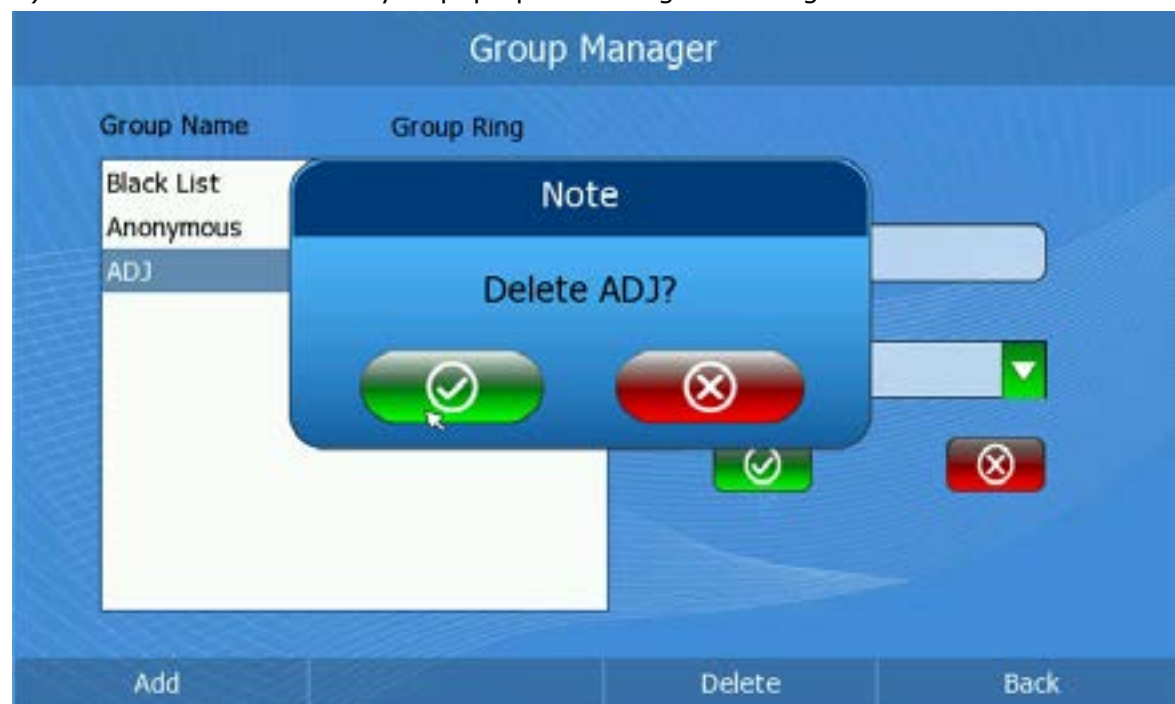 Group Manager
Group Name Group Ring
Black List
Anonymous
ADJ
Note
Delete ADJ?
Add Delete Back